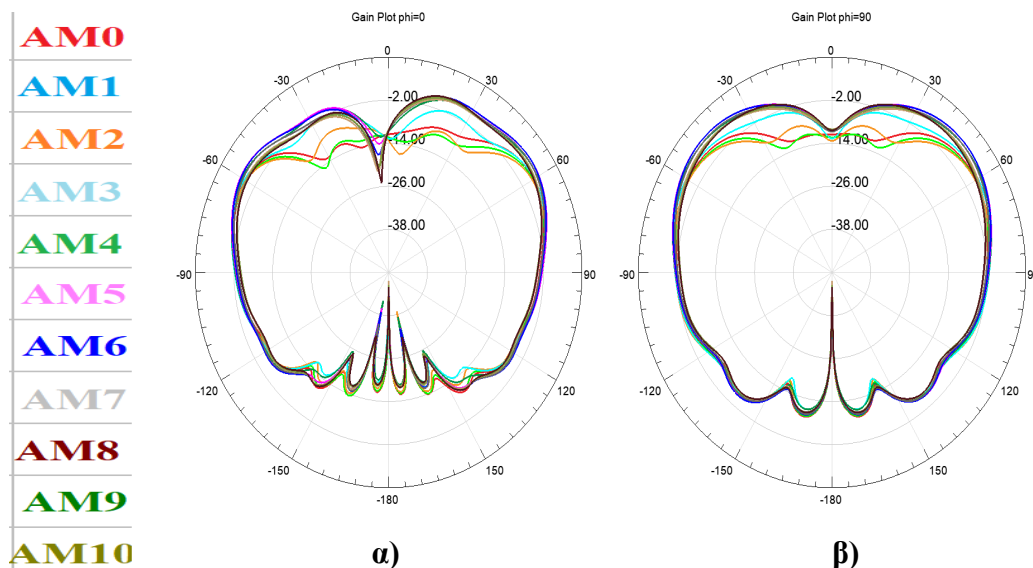 AM0
AM1
AM2
AM3
AM4
AM5
AM6
AM7
AM8
AM9
AM10
Gain Plot phi=0
0
-30
30
-2.00
-14.00
-60
60
-26.00
-38.00
-90
90
-120
120
-150
150
-180
α)
Gain Plot phi=90
0
-30
30
-2.00
-14.00
-60
60
-26.00
-38.00
-90
90
-120
120
-150
150
-180
β)